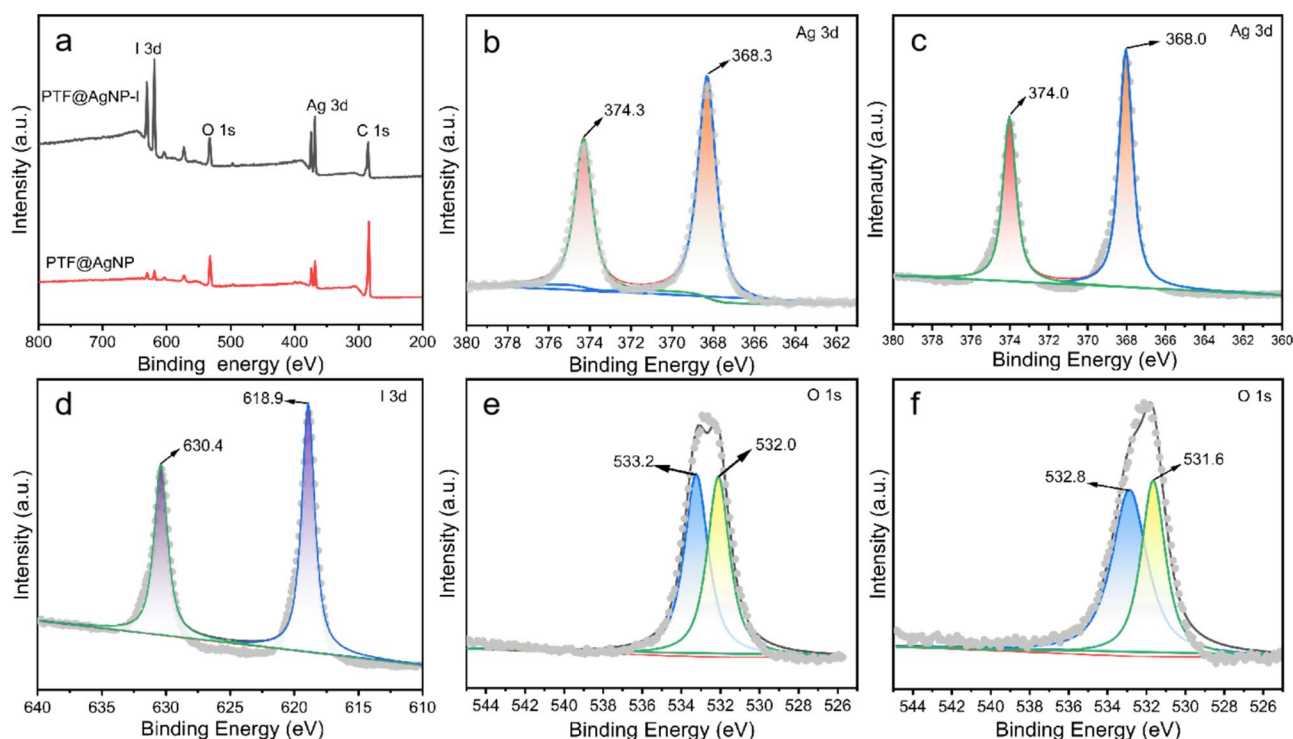 a
I 3d
PTF@AgNP-I
O 1s
Ag 3d
C 1s
PTF@AgNP
Intensity (a.u.)
800 700 600 500 400 300 200
Binding energy (eV)
b
Ag 3d
368.3
374.3
Intensity (a.u.)
380 378 376 374 372 370 368 366 364 362
Binding Energy (eV)
c
Ag 3d
368.0
374.0
Intenauty (a.u.)
380 378 376 374 372 370 368 366 364 362 360
Binding Energy (eV)
d
I 3d
618.9
630.4
Intensity (a.u.)
640 635 630 625 620 615 610
Binding Energy (eV)
e
O 1s
533.2
532.0
Intensity (a.u.)
544 542 540 538 536 534 532 530 528 526
Binding Energy (eV)
f
O 1s
532.8
531.6
Intensity (a.u.)
544 542 540 538 536 534 532 530 528 526
Binding Energy (eV)